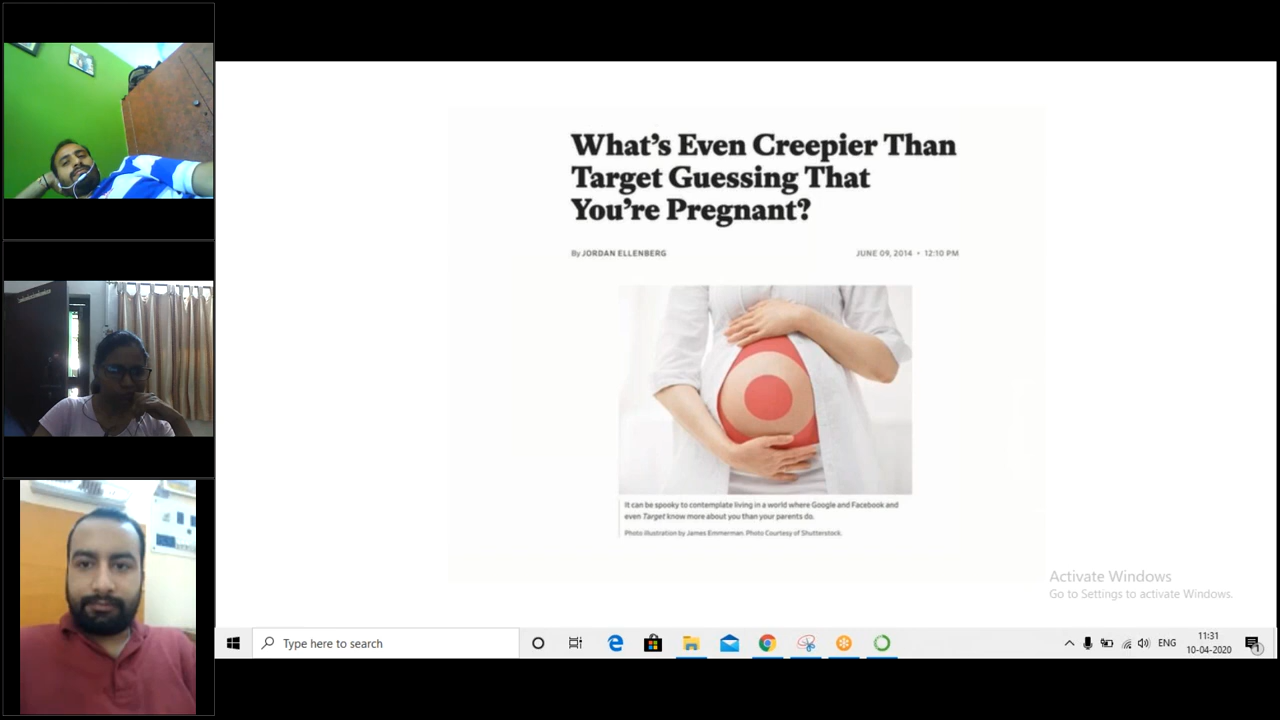 What's Even Creepier Than
Target Guessing That
You're Pregnant?
By JORDAN ELLENBERG
JUNE 09, 2014 • 12:10 PM
It can be spooky to contemplate living in a world where Google and Facebook and
even Target know more about you than your parents do.
Photo illustration by James Emmerman. Photo Courtesy of Shutterstock.
Activate Windows
Go to Settings to activate Windows.
Type here to search
ENG
11:31
10-04-2020
1